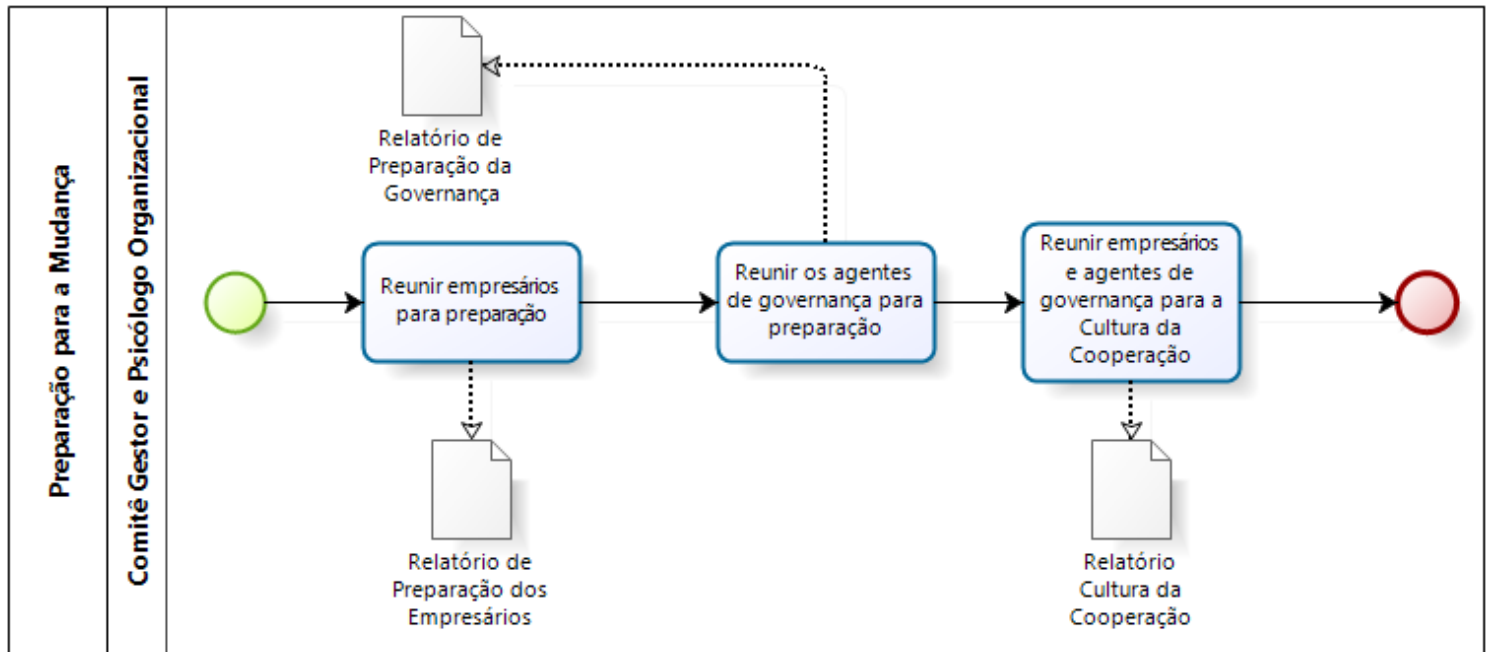 Preparação para a Mudança
Comitê Gestor e Psicólogo Organizacional
Relatório de
Preparação da
Governança
Reunir empresários
para preparação
Reunir os agentes
de governança para
preparação
Reunir empresários
e agentes de
governança para a
Cultura da
Cooperação
Relatório de
Preparação dos
Empresários
Relatório
Cultura da
Cooperação